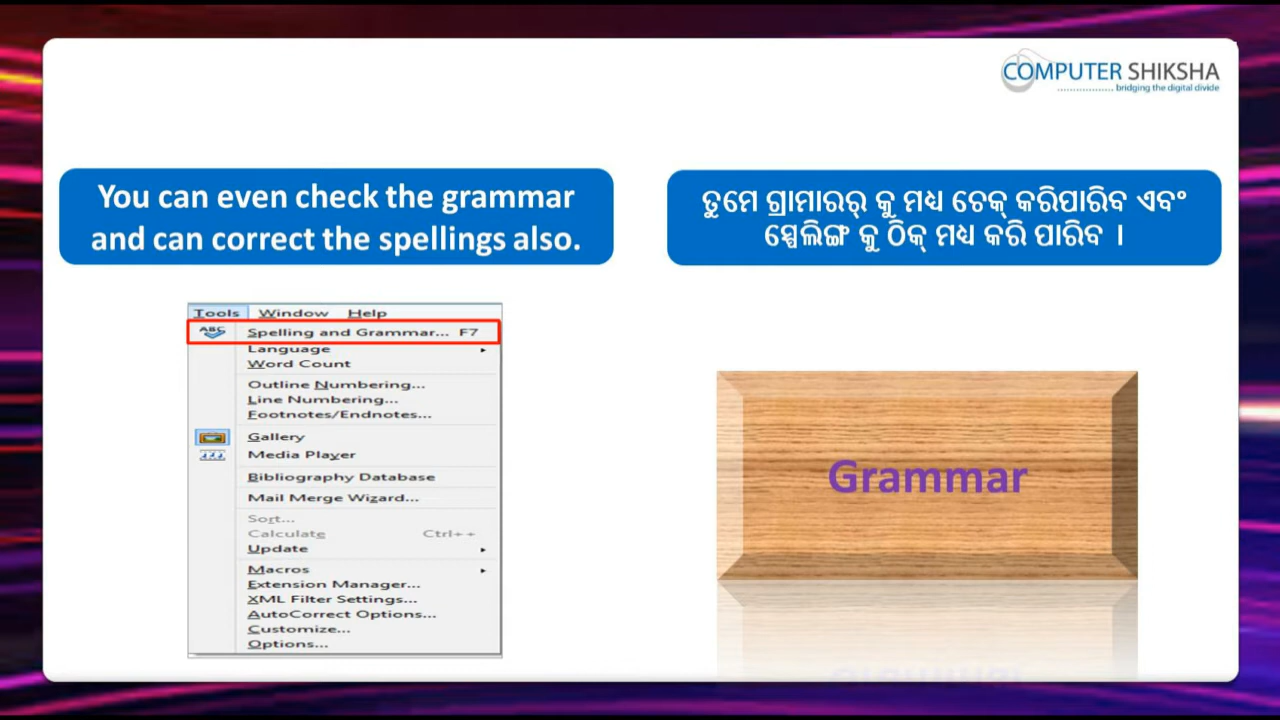 COMPUTER SHIKSHA
bridging the digital divide
You can even check the grammar
and can correct the spellings also.
ତୁମେ ଗ୍ରାମାରର୍ କୁ ମଧ୍ୟ ଚେକ୍ କରିପାରିବ ଏବଂ
ସ୍ପେଲିଙ୍ଗ କୁ ଠିକ୍ ମଧ୍ୟ କରି ପାରିବ ।
Tools Window Help
ABC Spelling and Grammar... F7
Language
Word Count
Outline Numbering...
Line Numbering...
Footnotes/Endnotes...
Gallery
Media Player
Bibliography Database
Mail Merge Wizard...
Sort...
Calculate Ctrl++
Update
Macros
Extension Manager...
XML Filter Settings...
AutoCorrect Options...
Customize...
Options...
Grammar